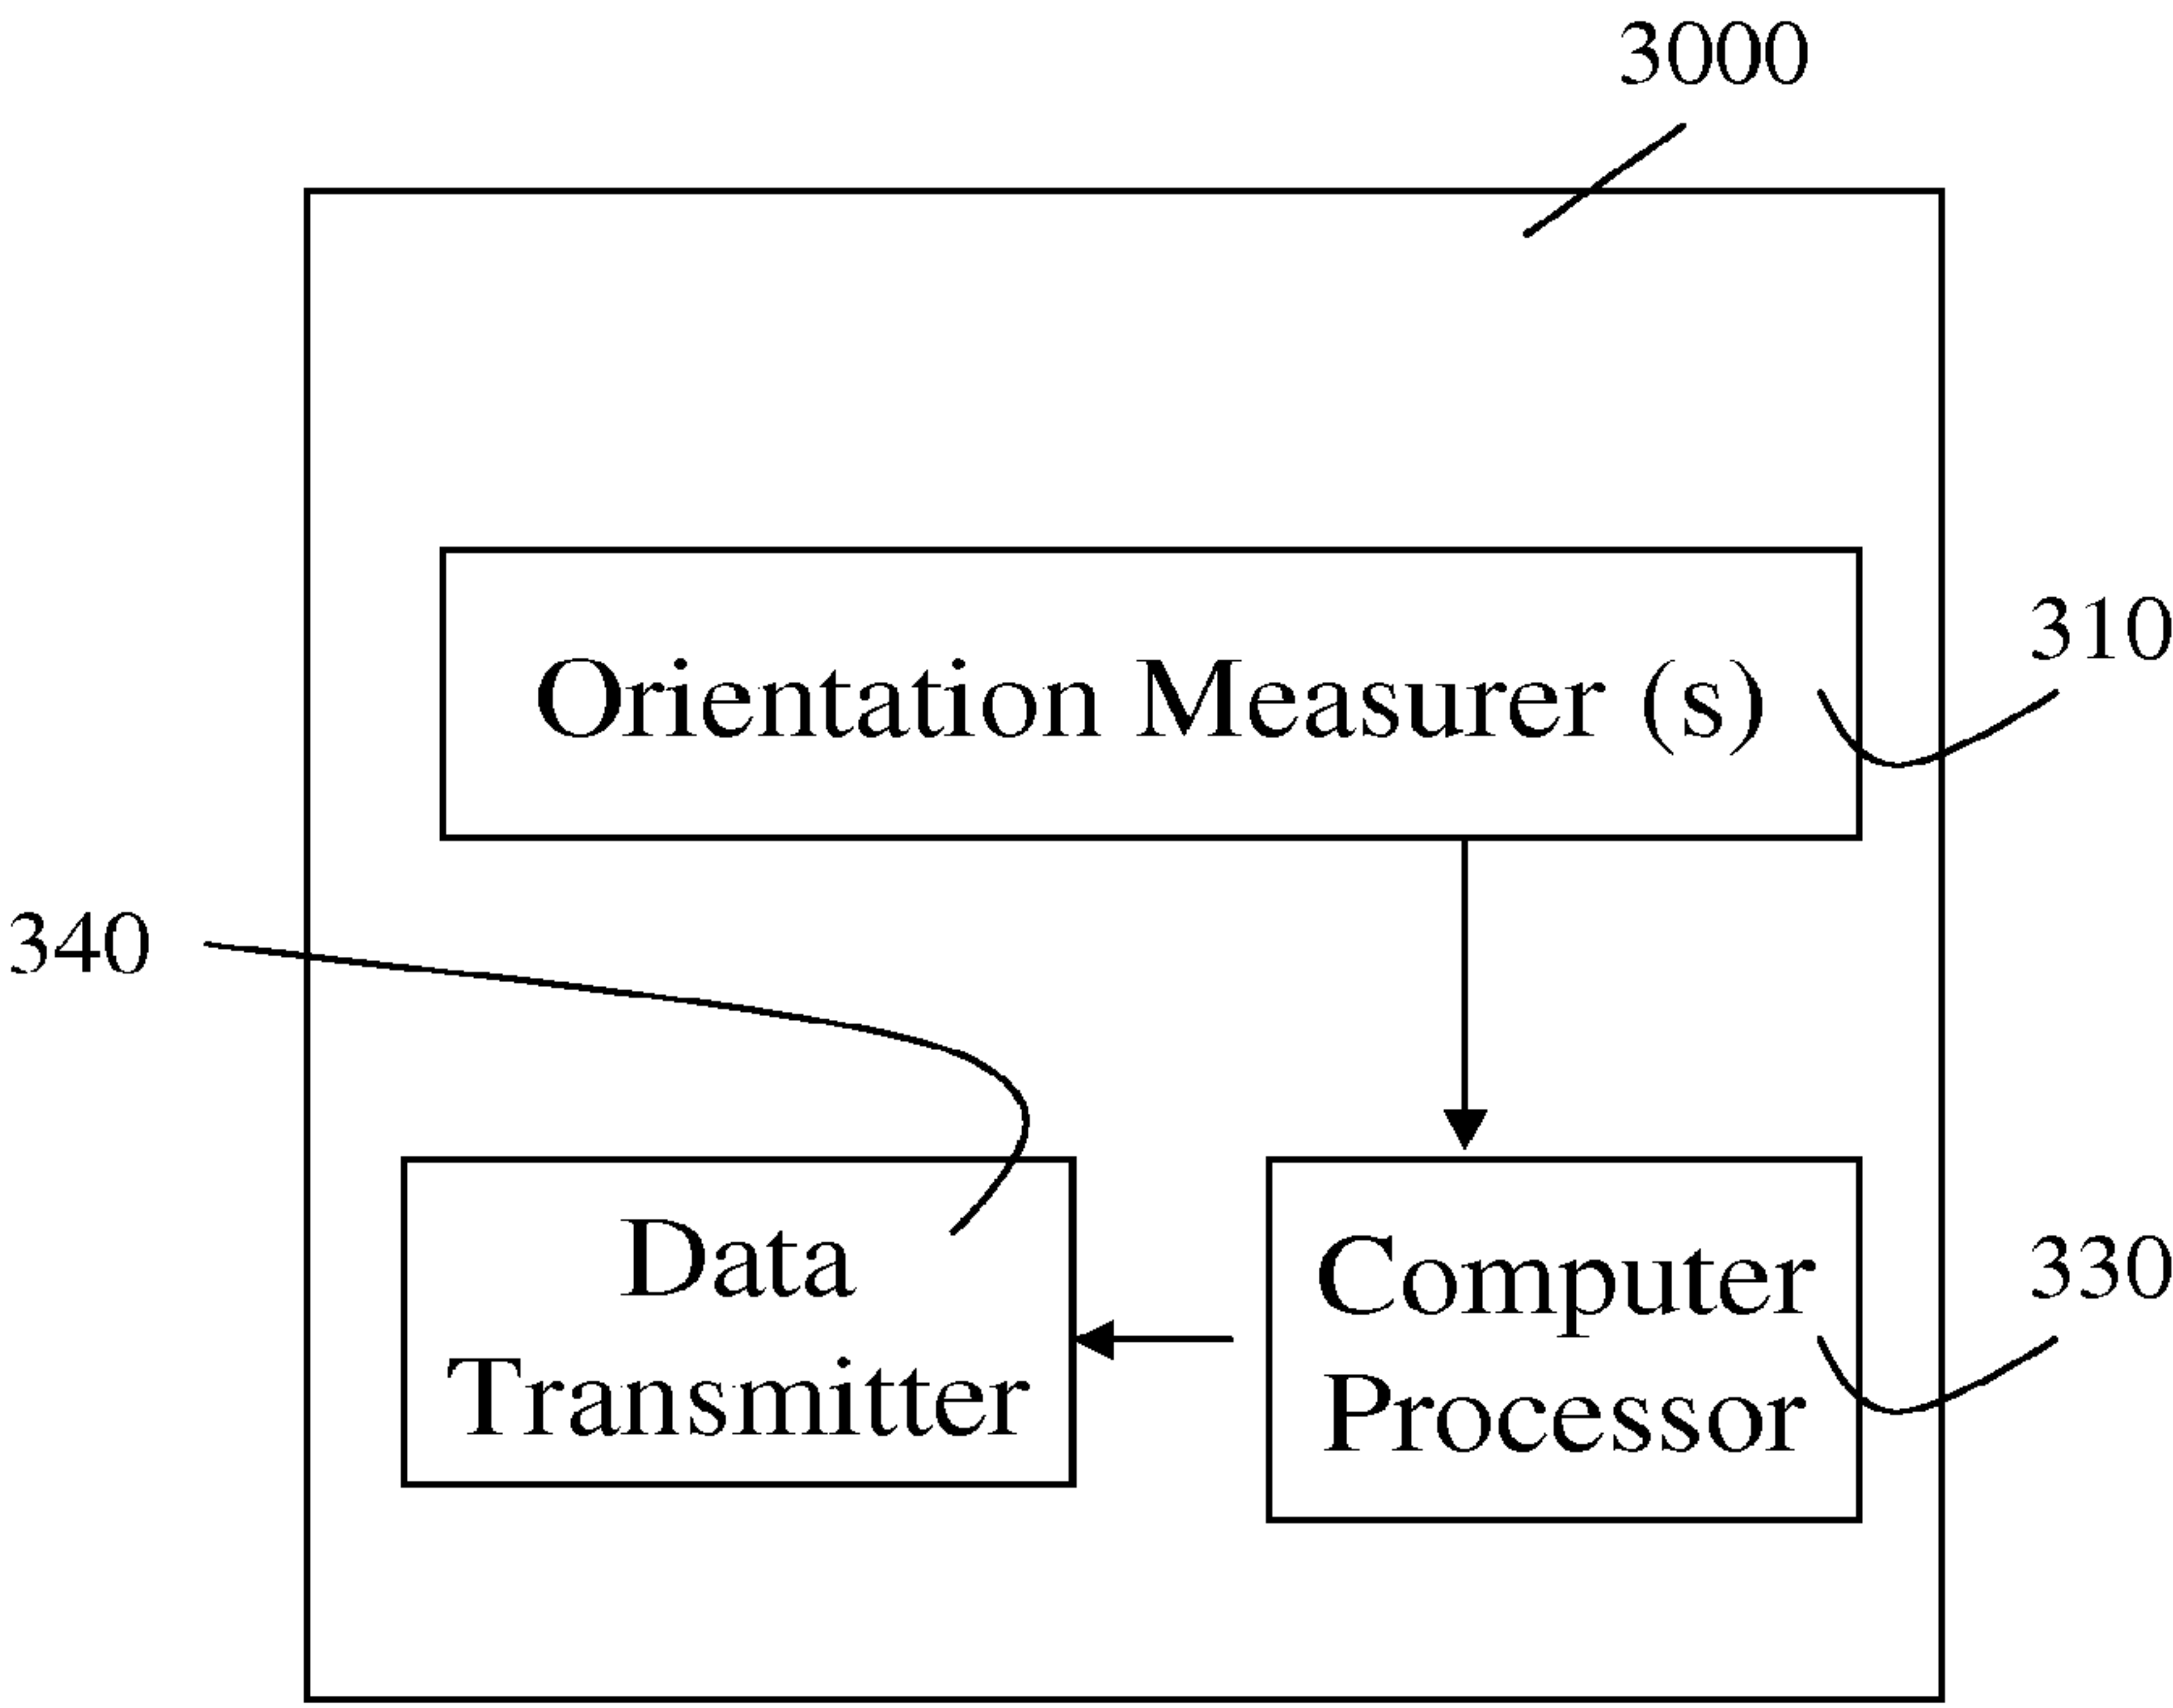 3000
Orientation Measurer (s)
310
340
Data
Transmitter
Computer
Processor
330